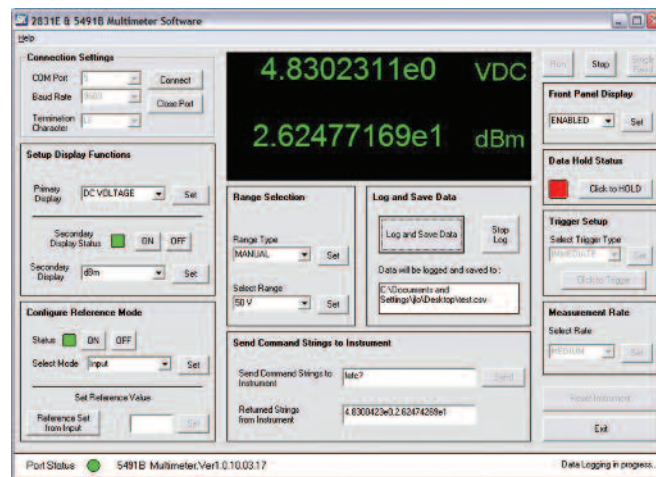 2831E & 5491B Multimeter Software
Help
Connection Settings
COM Port
Baud Rate 9600
Termination Character LF
Connect
Close Port
4.8302311e0 VDC
2.62477169e1 dBm
Run Stop
Front Panel Display
ENABLED Set
Data Hold Status
Click to HOLD
Setup Display Functions
Primary Display DC VOLTAGE Set
Secondary Display Status ON OFF
Secondary Display dBm Set
Range Selection
Range Type
MANUAL Set
Select Range
50 V Set
Log and Save Data
Log and Save Data
Stop Log
Data will be logged and saved to :
C:\Documents and
Settings\jlo\Desktop\test.csv
Trigger Setup
Select Trigger Type
IMMEDIATE Set
Click to Trigger
Configure Reference Mode
Status ON OFF
Select Mode Input Set
Set Reference Value
Reference Set from Input Set
Send Command Strings to Instrument
Send Command Strings to Instrument Send
Returned Strings from Instrument
Measurement Rate
Select Rate
MEDIUM Set
Reset Instrument
Exit
Port Status 5491B Multimeter,Ver1.0.10.03.17
Data Logging in progress...